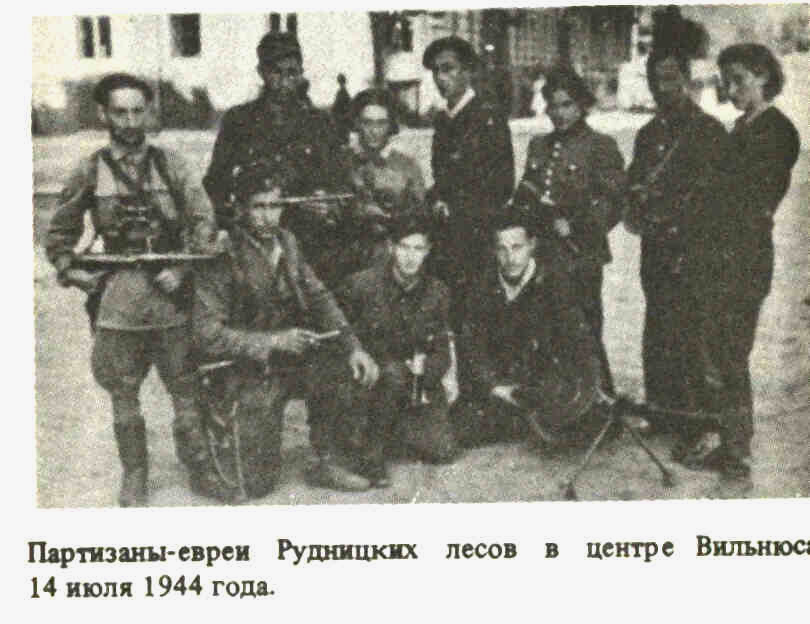 Партизаны-евреи Рудницких лесов в центре Вильнюса
14 июля 1944 года.